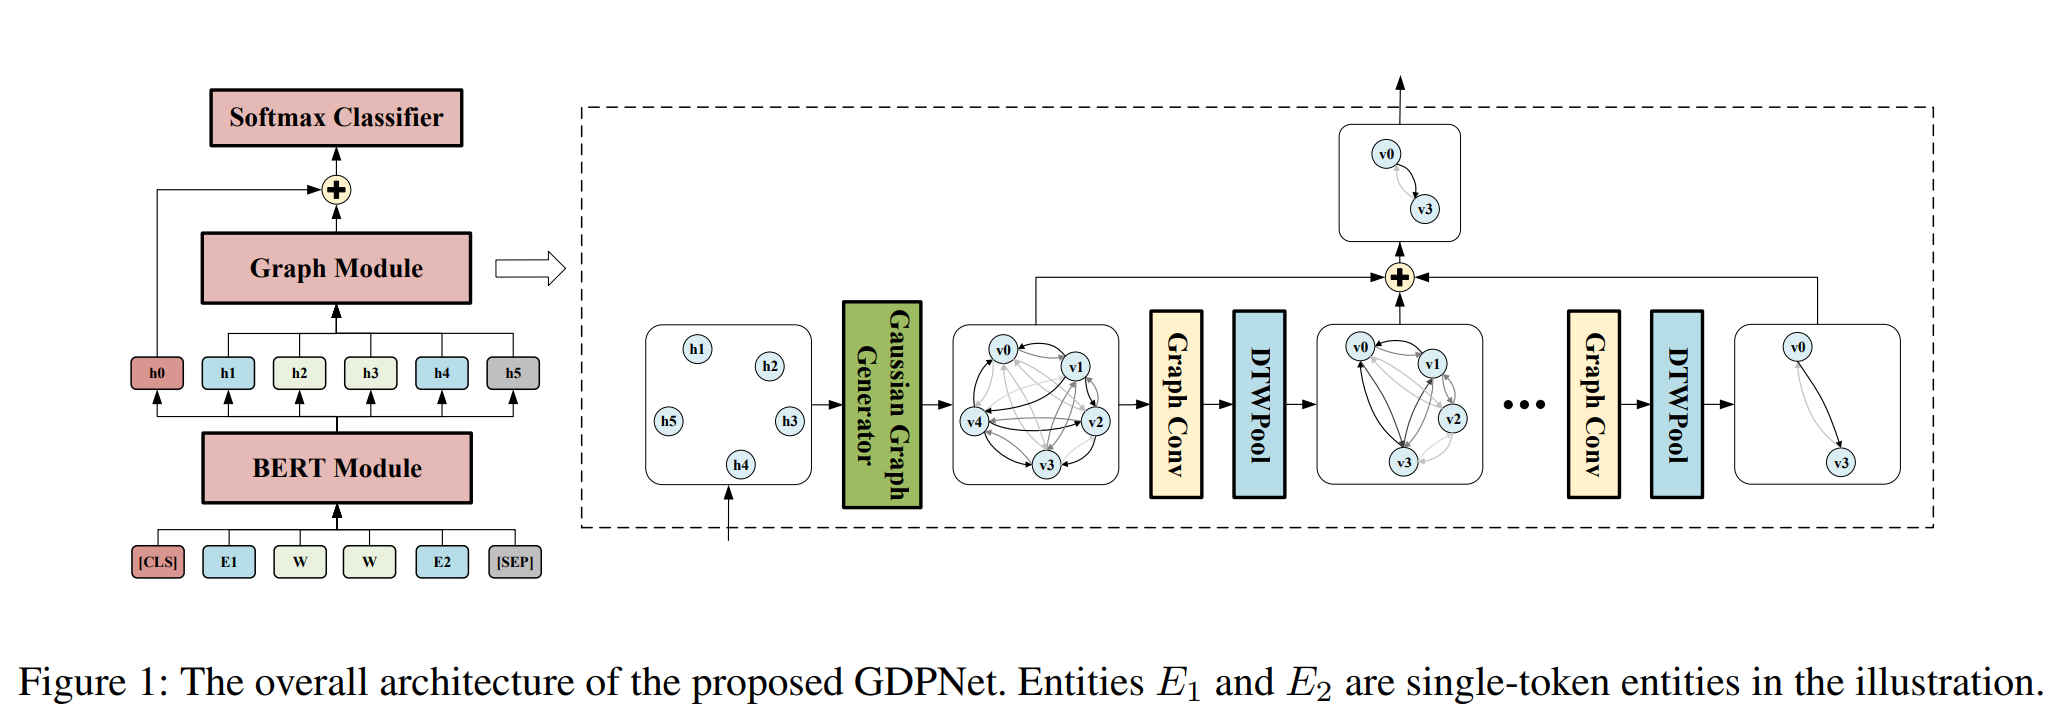 Softmax Classifier
Graph Module
h0 h1 h2 h3 h4 h5
BERT Module
[CLS] E1 W W E2 [SEP]
h1
h2
h5
h3
h4
Gaussian Graph
Generator
v0
v1
v4
v2
v3
Graph Conv
DTWPool
v0
v1
v2
v3
Graph Conv
DTWPool
v0
v3
v0
v3
Figure 1: The overall architecture of the proposed GDPNet. Entities E₁ and E₂ are single-token entities in the illustration.